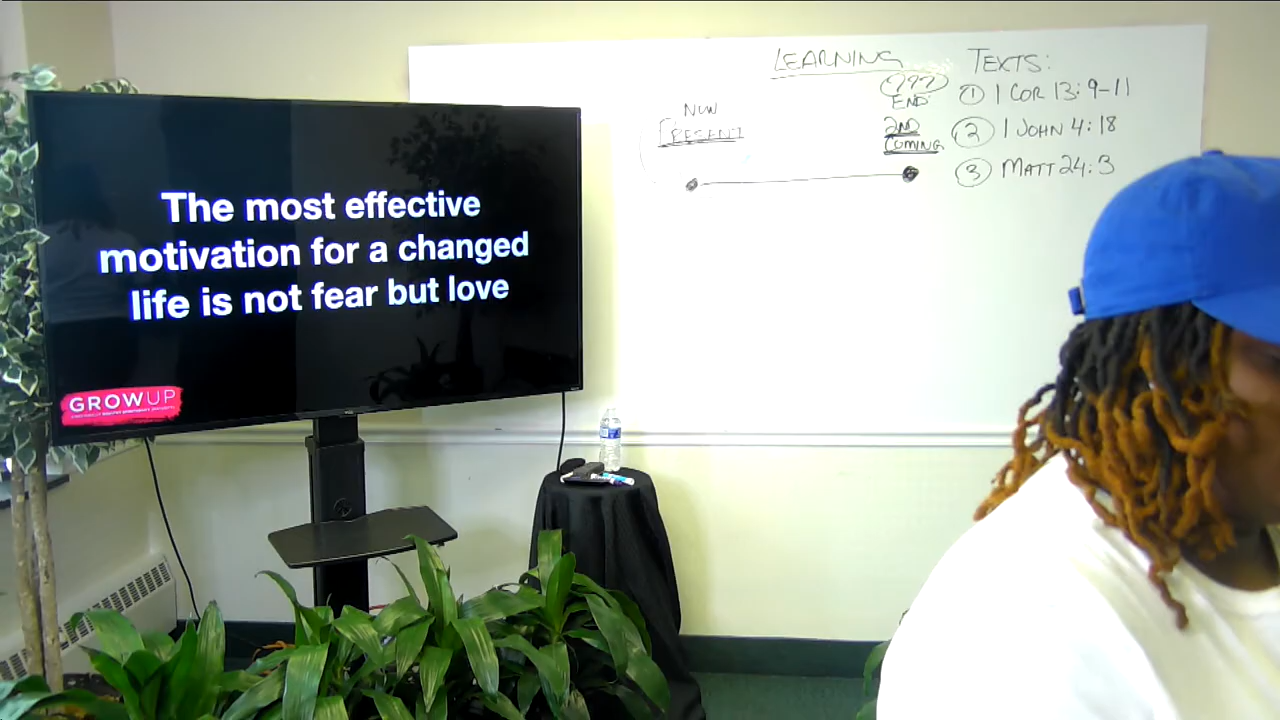 The most effective
motivation for a changed
life is not fear but love
GROWUP
LEARNING
NOW
PRESENT
(???)
END
2ND
COMING
TEXTS:
① 1 COR 13: 9-11
② 1 JOHN 4: 18
③ MATT 24: 3